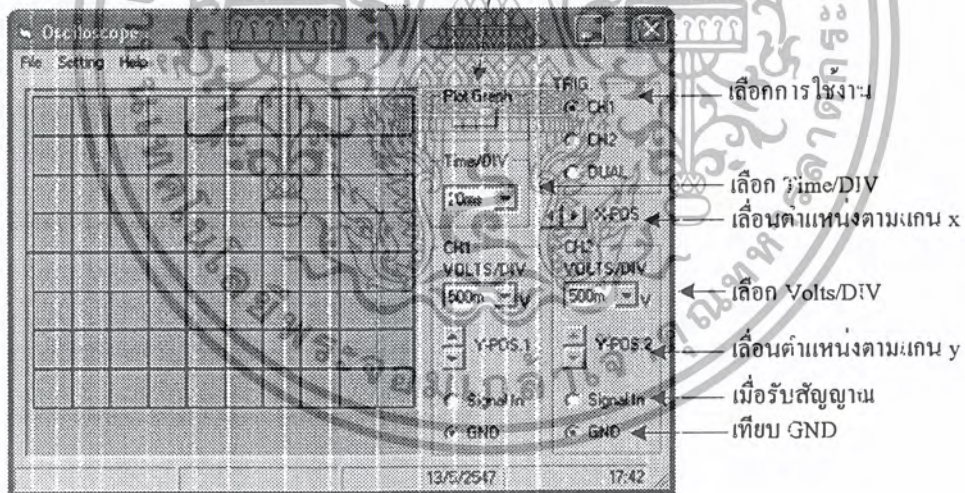 Osciloscope
File Setting Help
Plot Graph
TRIG.
CH1
CH2
DUAL
Time/DIV
20ms
X-POS
CH1
VOLTS/DIV
500m V
Y-POS.1
Signal In
GND
CH2
VOLTS/DIV
500m V
Y-POS.2
Signal In
GND
13/5/2547 17:42
เลือกการใช้งาน
เลือก Time/DIV
เลื่อนตำแหน่งตามแกน x
เลือก Volts/DIV
เลื่อนตำแหน่งตามแกน y
เมื่อรับสัญญาณ
เทียบ GND